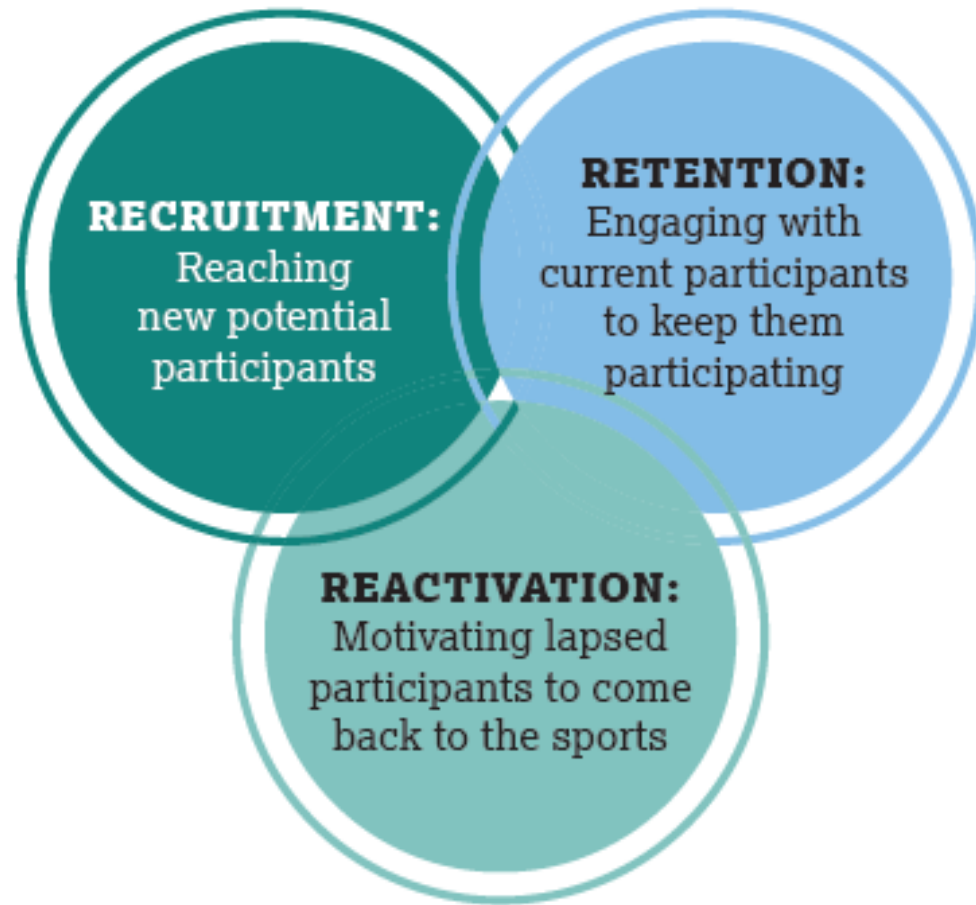 RECRUITMENT:
Reaching
new potential
participants
RETENTION:
Engaging with
current participants
to keep them
participating
REACTIVATION:
Motivating lapsed
participants to come
back to the sports